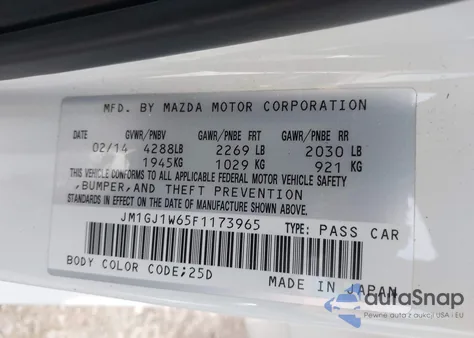 MFD. BY MAZDA MOTOR CORPORATION
DATE GVWR/PNBV GAWR/PNBE FRT GAWR/PNBE RR
02/14 4288LB 2269 LB 2030 LB
1945KG 1029 KG 921 KG
THIS VEHICLE CONFORMS TO ALL APPLICABLE FEDERAL MOTOR VEHICLE SAFETY
,BUMPER,AND THEFT PREVENTION
STANDARDS IN EFFECT ON THE DATE OF MANUFACTURE SHOWN ABOVE.
JM1GJ1W65F1173965 TYPE: PASS CAR
BODY COLOR CODE;25D MADE IN JAPAN
autoSnap
Pewne auta z aukcji USA i EU